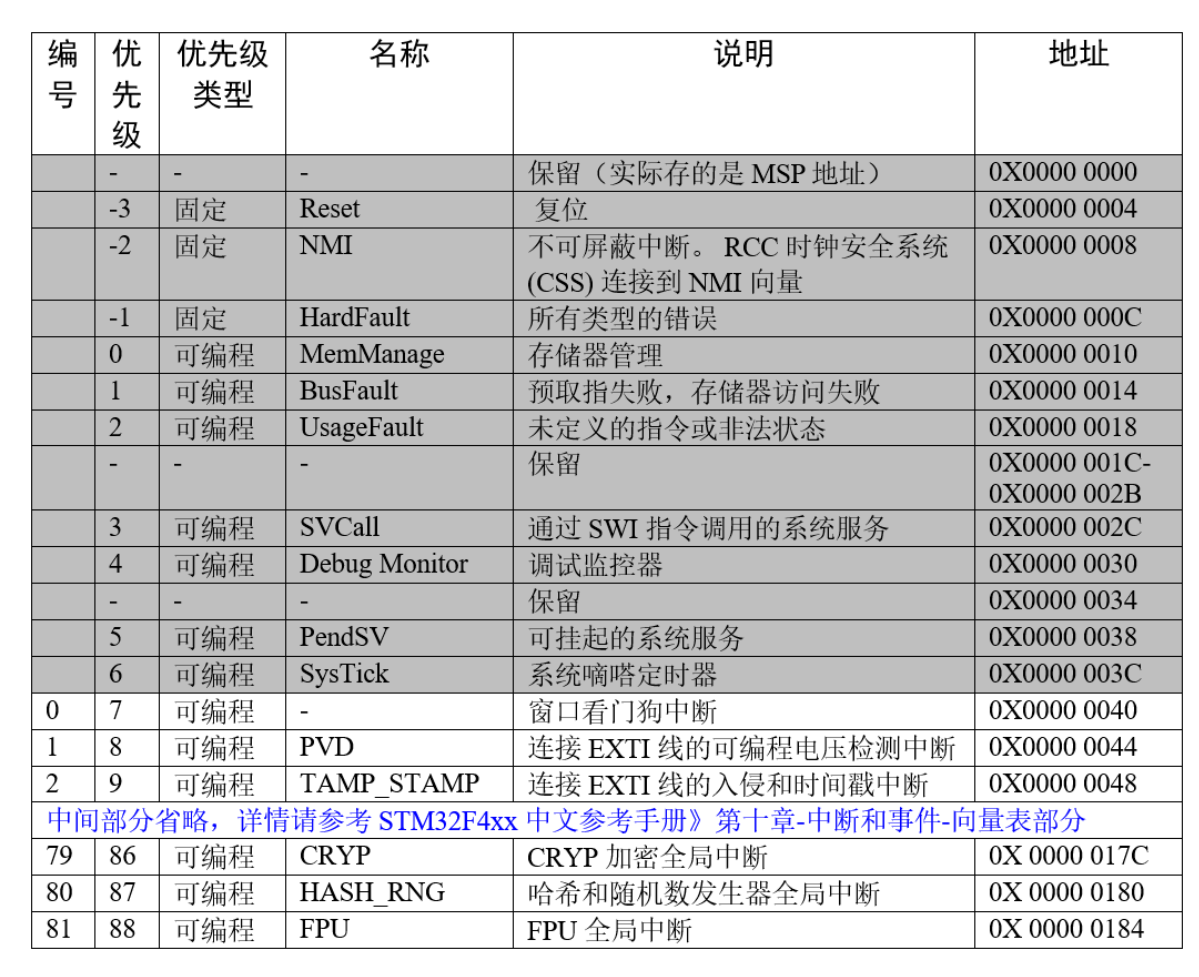 编号 优先级 优先级类型 名称 说明 地址
- - - 保留（实际存的是 MSP 地址） 0X0000 0000
-3 固定 Reset 复位 0X0000 0004
-2 固定 NMI 不可屏蔽中断。 RCC 时钟安全系统 0X0000 0008
(CSS) 连接到 NMI 向量
-1 固定 HardFault 所有类型的错误 0X0000 000C
0 可编程 MemManage 存储器管理 0X0000 0010
1 可编程 BusFault 预取指失败，存储器访问失败 0X0000 0014
2 可编程 UsageFault 未定义的指令或非法状态 0X0000 0018
- - - 保留 0X0000 001C-
0X0000 002B
3 可编程 SVCall 通过 SWI 指令调用的系统服务 0X0000 002C
4 可编程 Debug Monitor 调试监控器 0X0000 0030
- - - 保留 0X0000 0034
5 可编程 PendSV 可挂起的系统服务 0X0000 0038
6 可编程 SysTick 系统嘀嗒定时器 0X0000 003C
0 7 可编程 - 窗口看门狗中断 0X0000 0040
1 8 可编程 PVD 连接 EXTI 线的可编程电压检测中断 0X0000 0044
2 9 可编程 TAMP_STAMP 连接 EXTI 线的入侵和时间戳中断 0X0000 0048
中间部分省略，详情请参考 STM32F4xx 中文参考手册》第十章-中断和事件-向量表部分
79 86 可编程 CRYP CRYP 加密全局中断 0X 0000 017C
80 87 可编程 HASH_RNG 哈希和随机数发生器全局中断 0X 0000 0180
81 88 可编程 FPU FPU 全局中断 0X 0000 0184